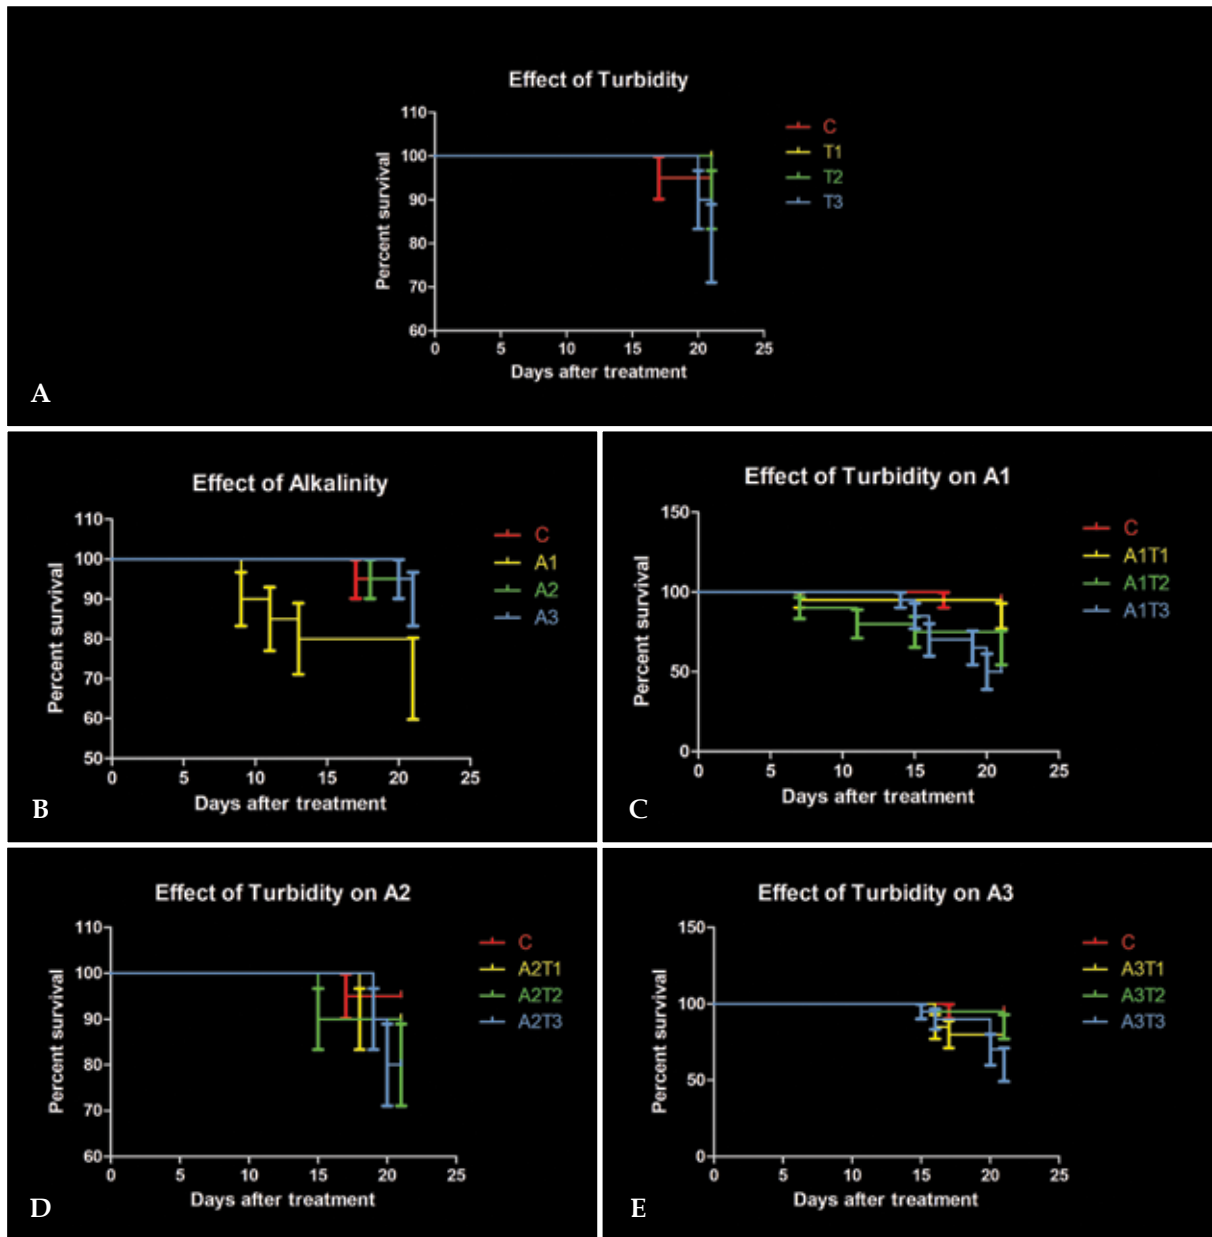 Effect of Turbidity
110
100
90
80
70
60
Percent survival
0 5 10 15 20 25
Days after treatment
C
T1
T2
T3
A
Effect of Alkalinity
110
100
90
80
70
60
50
Percent survival
0 5 10 15 20 25
Days after treatment
C
A1
A2
A3
B
Effect of Turbidity on A1
150
100
50
0
Percent survival
0 5 10 15 20 25
Days after treatment
C
A1T1
A1T2
A1T3
C
Effect of Turbidity on A2
110
100
90
80
70
60
Percent survival
0 5 10 15 20 25
Days after treatment
C
A2T1
A2T2
A2T3
D
Effect of Turbidity on A3
150
100
50
0
Percent survival
0 5 10 15 20 25
Days after treatment
C
A3T1
A3T2
A3T3
E